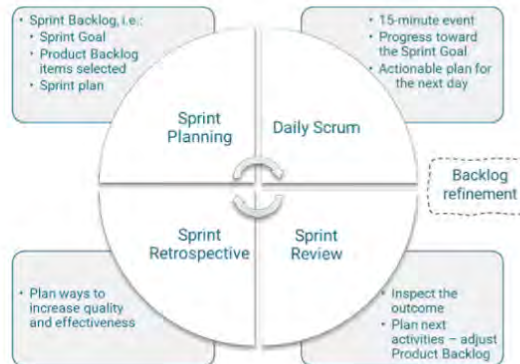 • Sprint Backlog, i.e.:
• Sprint Goal
• Product Backlog
items selected
• Sprint plan
• 15-minute event
• Progress toward
the Sprint Goal
• Actionable plan for
the next day
Sprint
Planning
Daily Scrum
Backlog
refinement
Sprint
Retrospective
Sprint
Review
• Plan ways to
increase quality
and effectiveness
• Inspect the
outcome
• Plan next
activities – adjust
Product Backlog